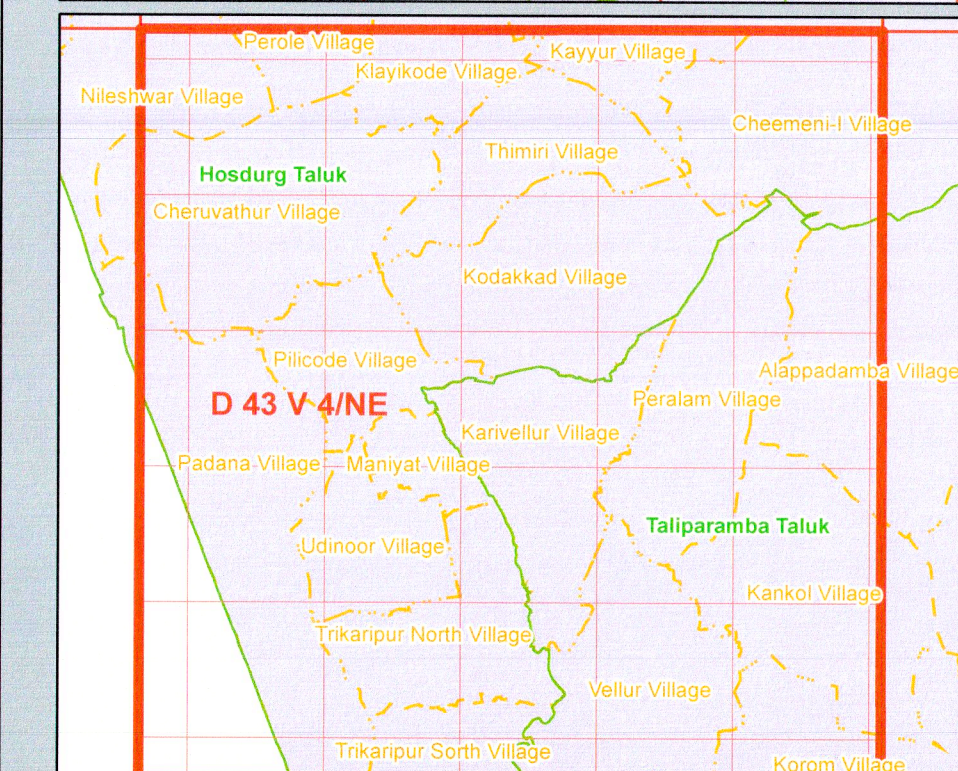 Perole Village
Kayyur Village
Klayikode Village
Nileshwar Village
Cheemeni-I Village
Thimiri Village
Hosdurg Taluk
Cheruvathur Village
Kodakkad Village
Pilicode Village
Alappadamba Village
D 43 V 4/NE
Peralam Village
Karivellur Village
Padana Village
Maniyat Village
Taliparamba Taluk
Udinoor Village
Kankol Village
Trikaripur North Village
Vellur Village
Trikaripur Sorth Village
Korom Village